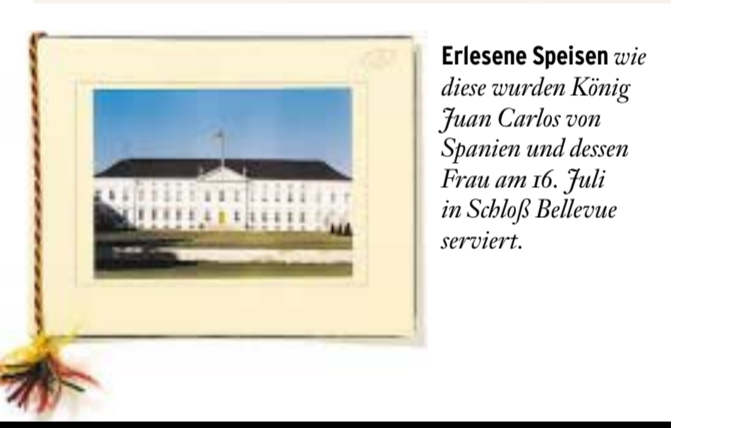 Erlesene Speisen wie
diese wurden König
Juan Carlos von
Spanien und dessen
Frau am 16. Juli
in Schloß Bellevue
serviert.